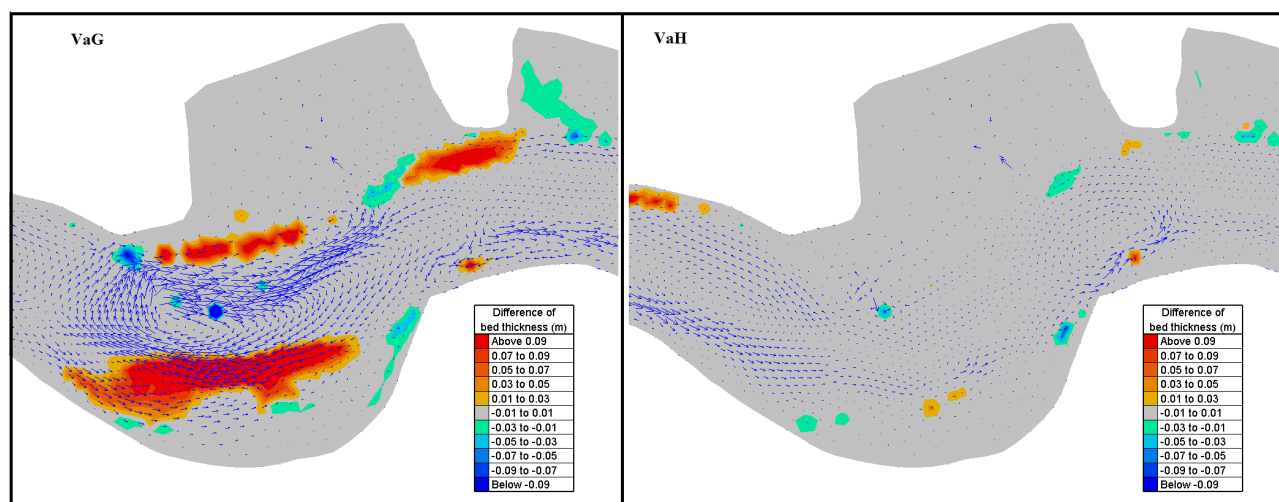 VaG
Difference of
bed thickness (m)
Above 0.09
0.07 to 0.09
0.05 to 0.07
0.03 to 0.05
0.01 to 0.03
-0.01 to 0.01
-0.03 to -0.01
-0.05 to -0.03
-0.07 to -0.05
-0.09 to -0.07
Below -0.09
VaH
Difference of
bed thickness (m)
Above 0.09
0.07 to 0.09
0.05 to 0.07
0.03 to 0.05
0.01 to 0.03
-0.01 to 0.01
-0.03 to -0.01
-0.05 to -0.03
-0.07 to -0.05
-0.09 to -0.07
Below -0.09